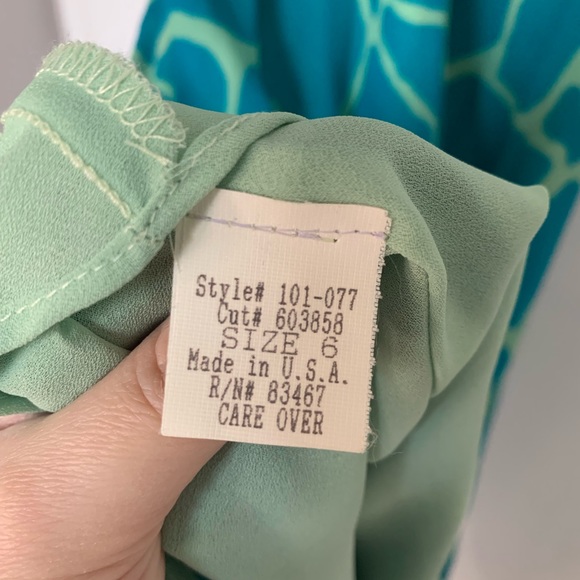 Style# 101-077
Cut# 603858
SIZE 6
Made in U.S.A.
R/N# 83467
CARE OVER